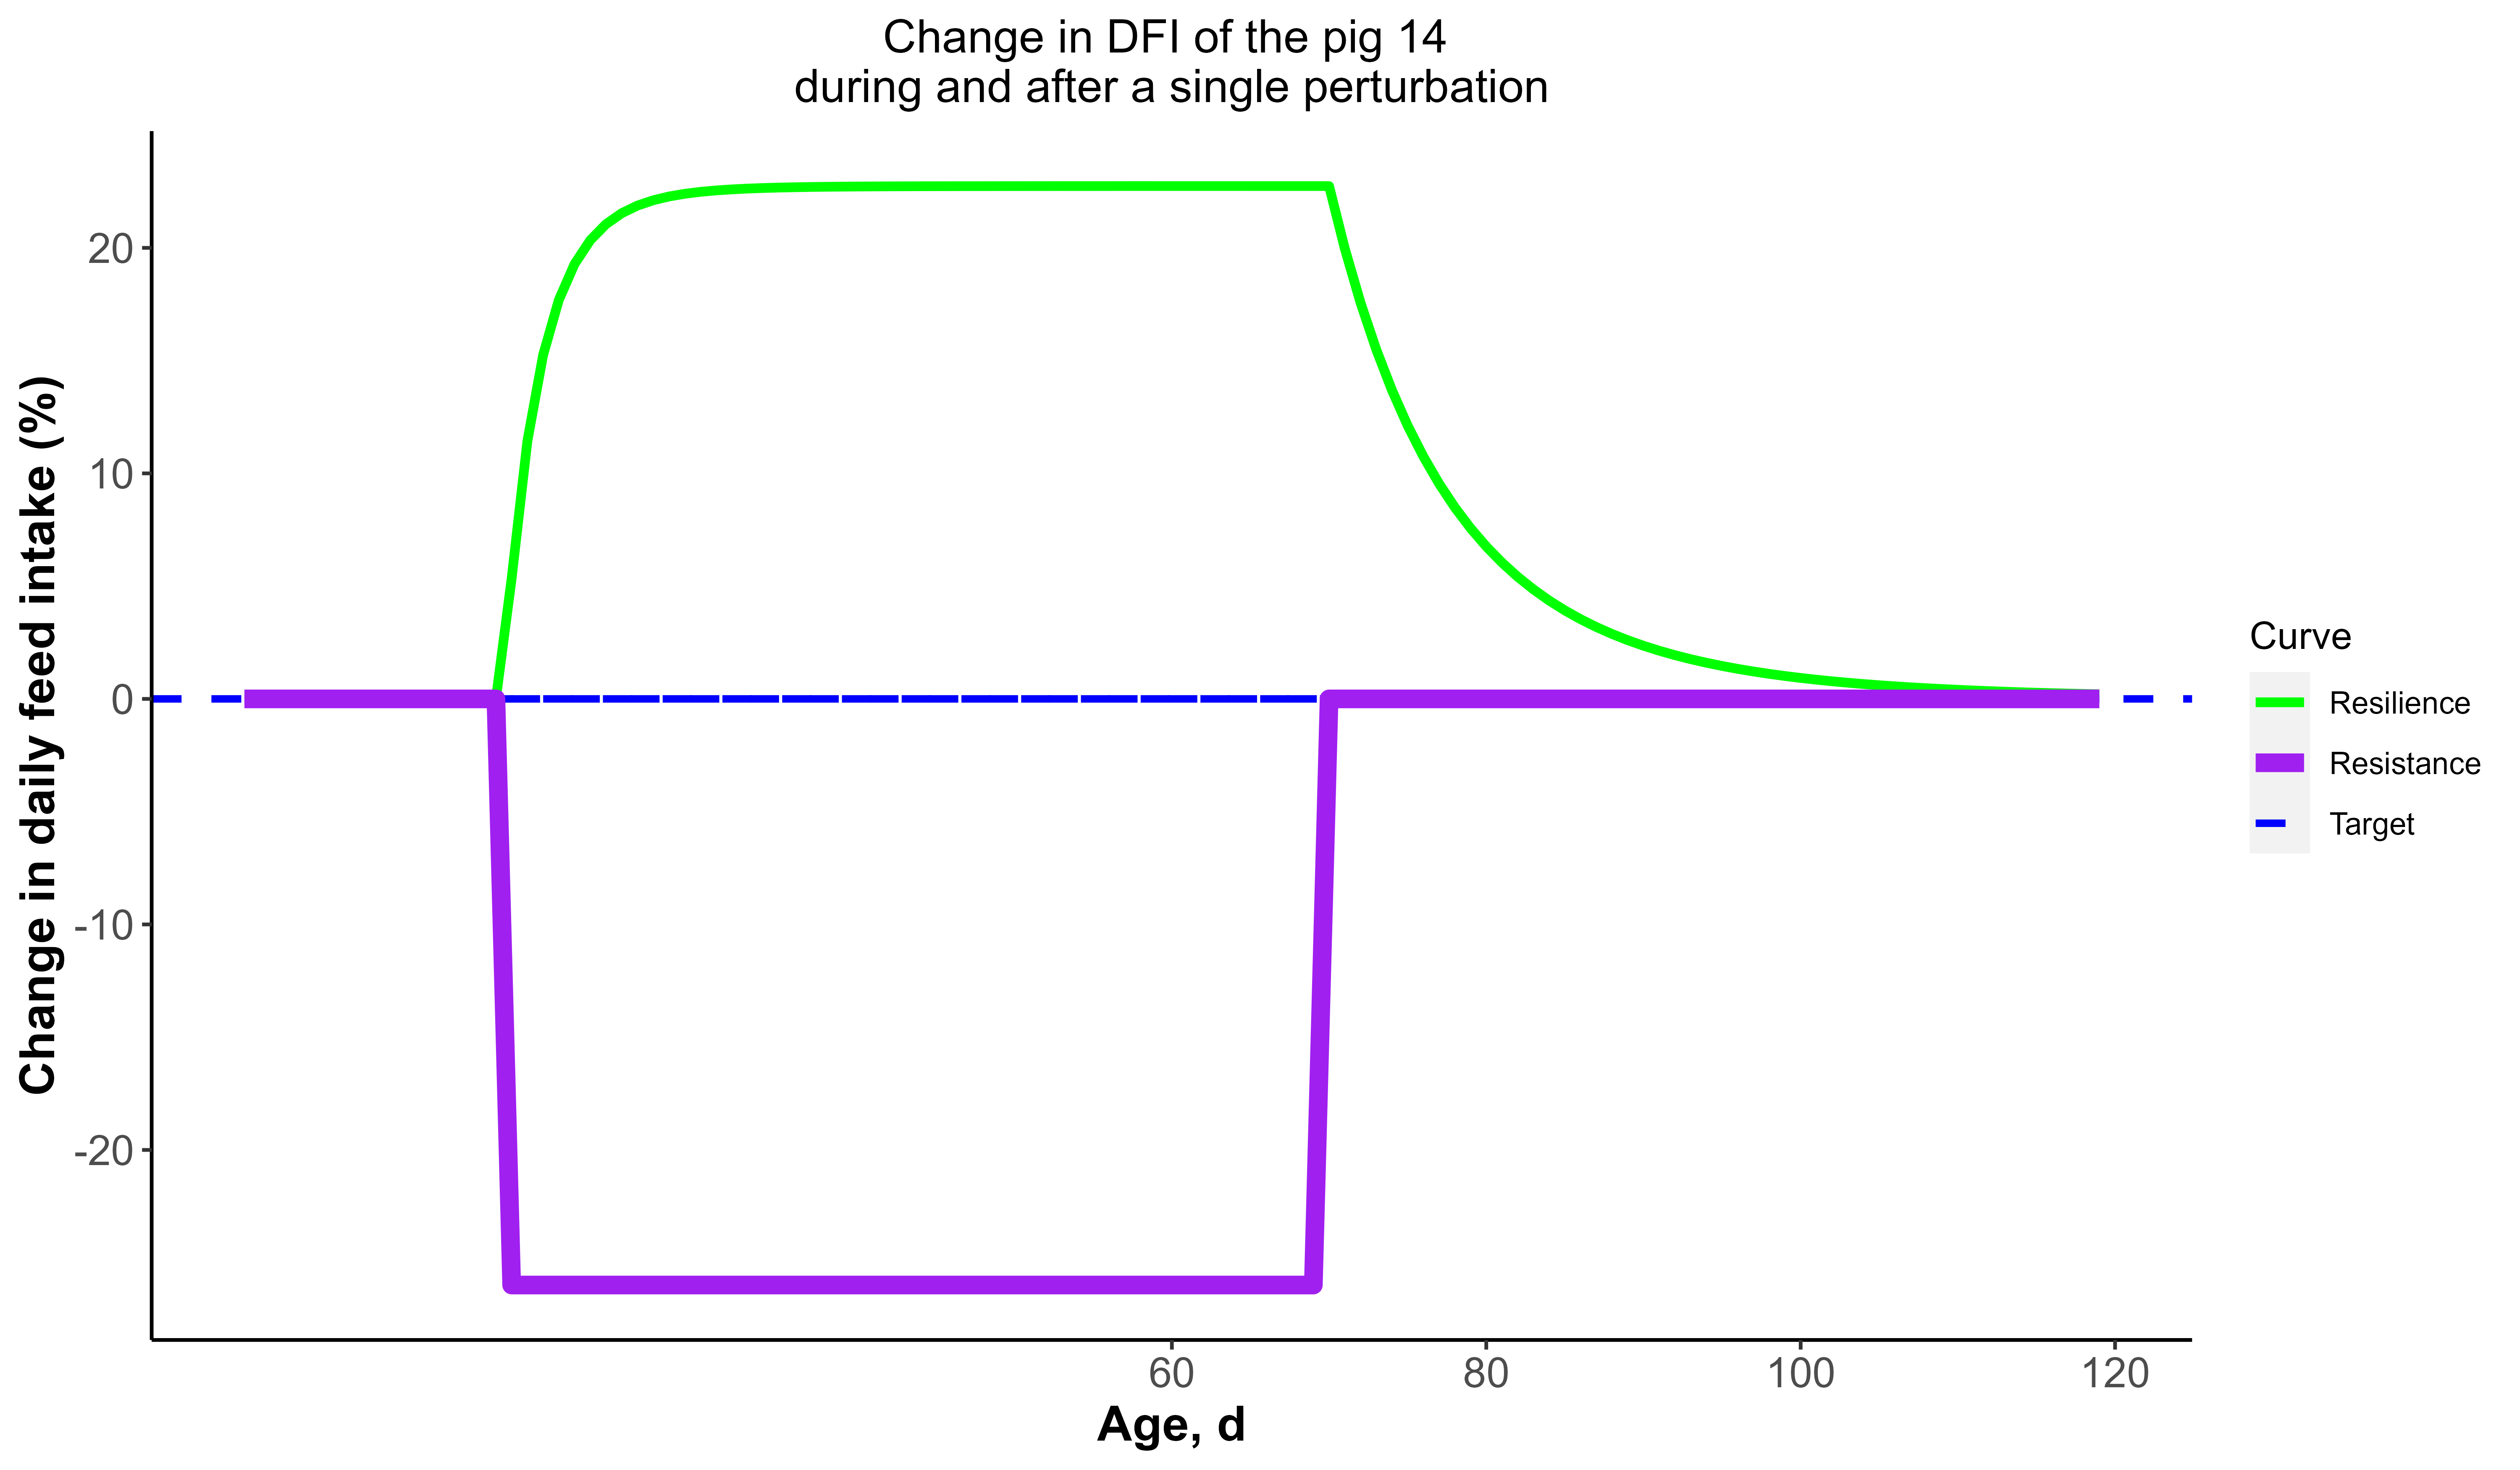 Change in DFI of the pig 14
during and after a single perturbation
Change in daily feed intake (%)
20
10
0
-10
-20
60
80
100
120
Age, d
Curve
Resilience
Resistance
Target